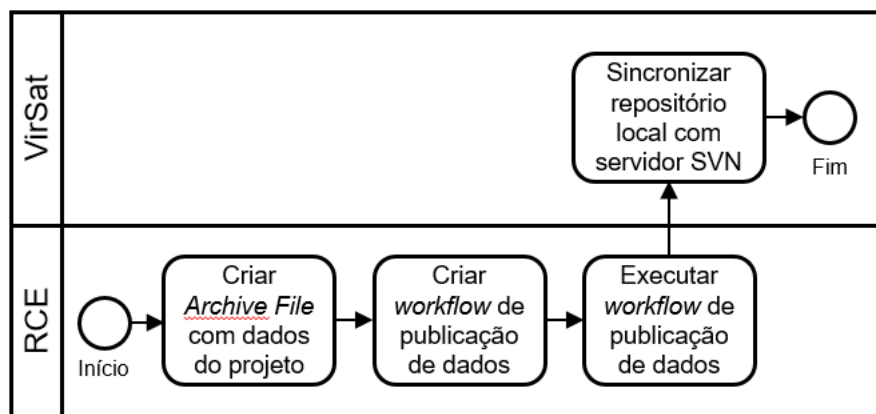 VirSat
Sincronizar
repositório
local com
servidor SVN
Fim
RCE
Início
Criar
Archive File
com dados
do projeto
Criar
workflow de
publicação
de dados
Executar
workflow de
publicação
de dados